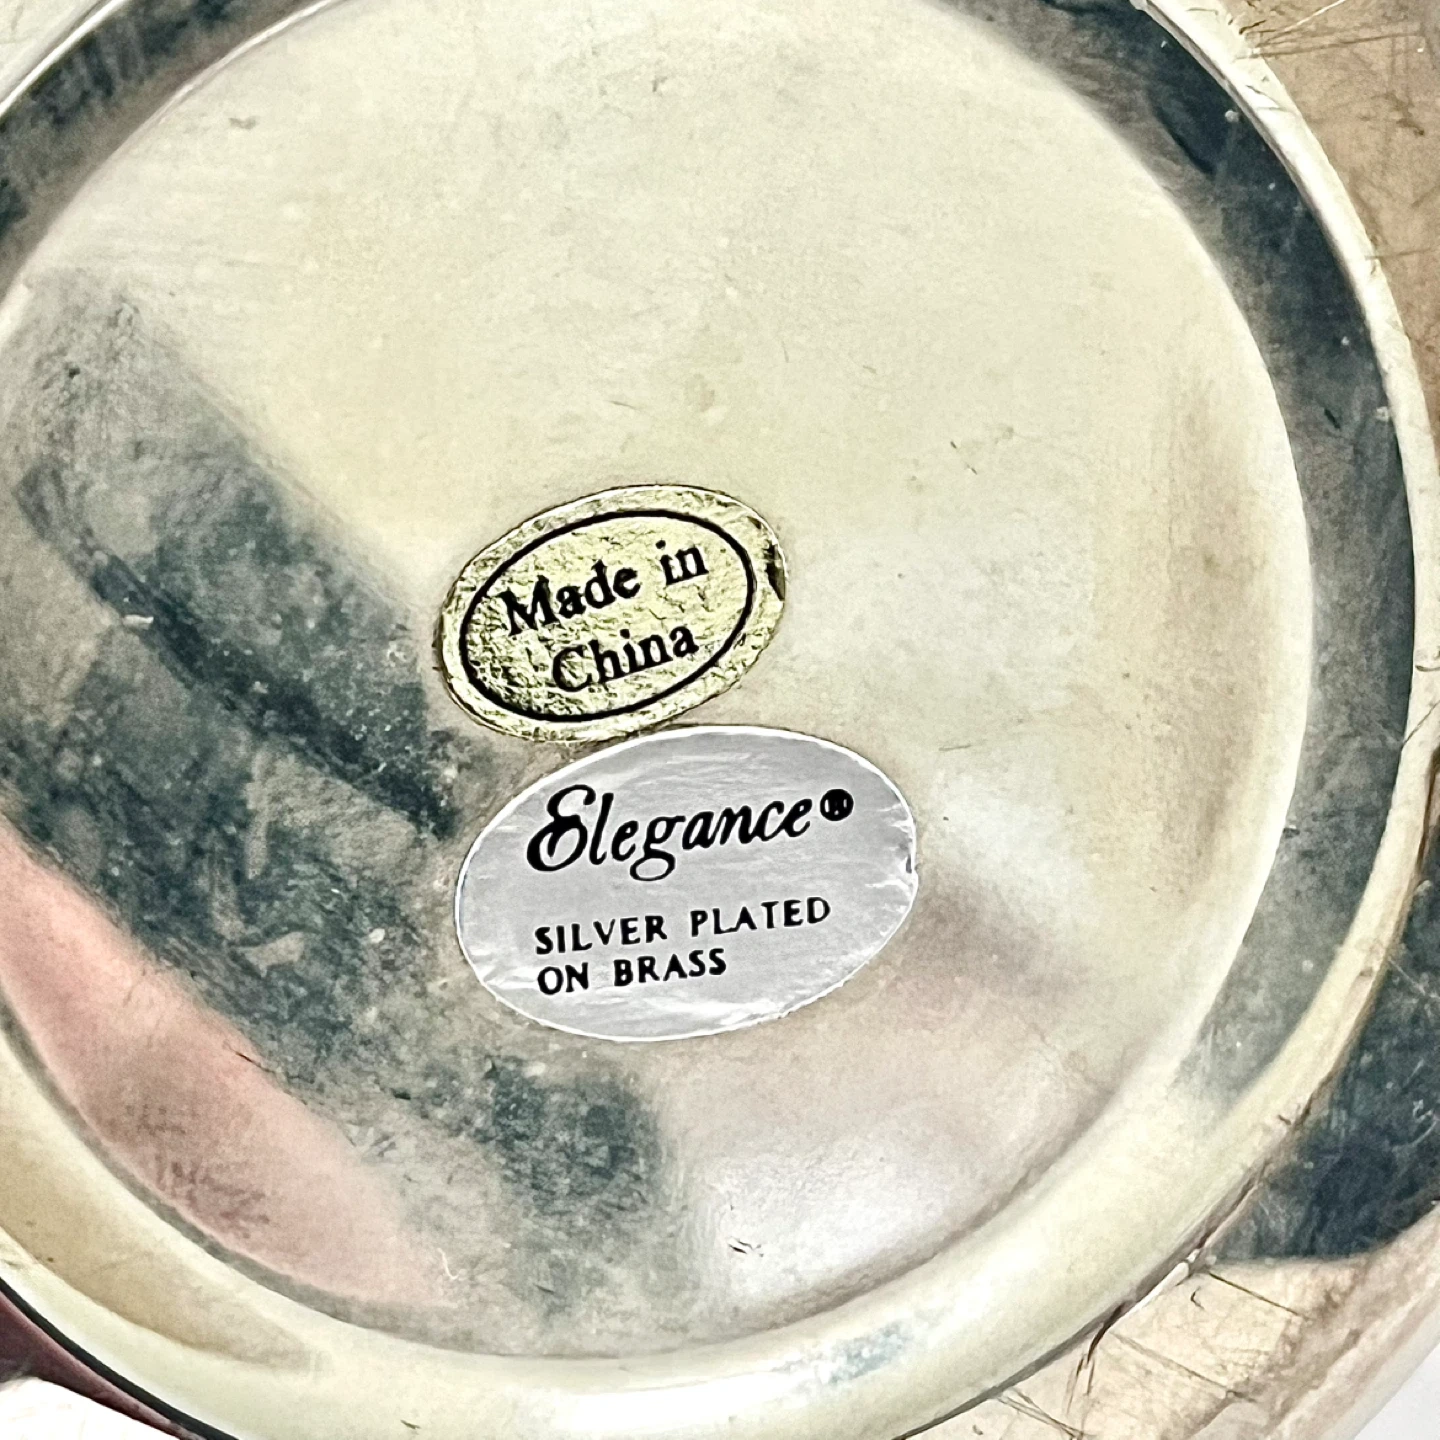 Made in
China
Elegance®
SILVER PLATED
ON BRASS